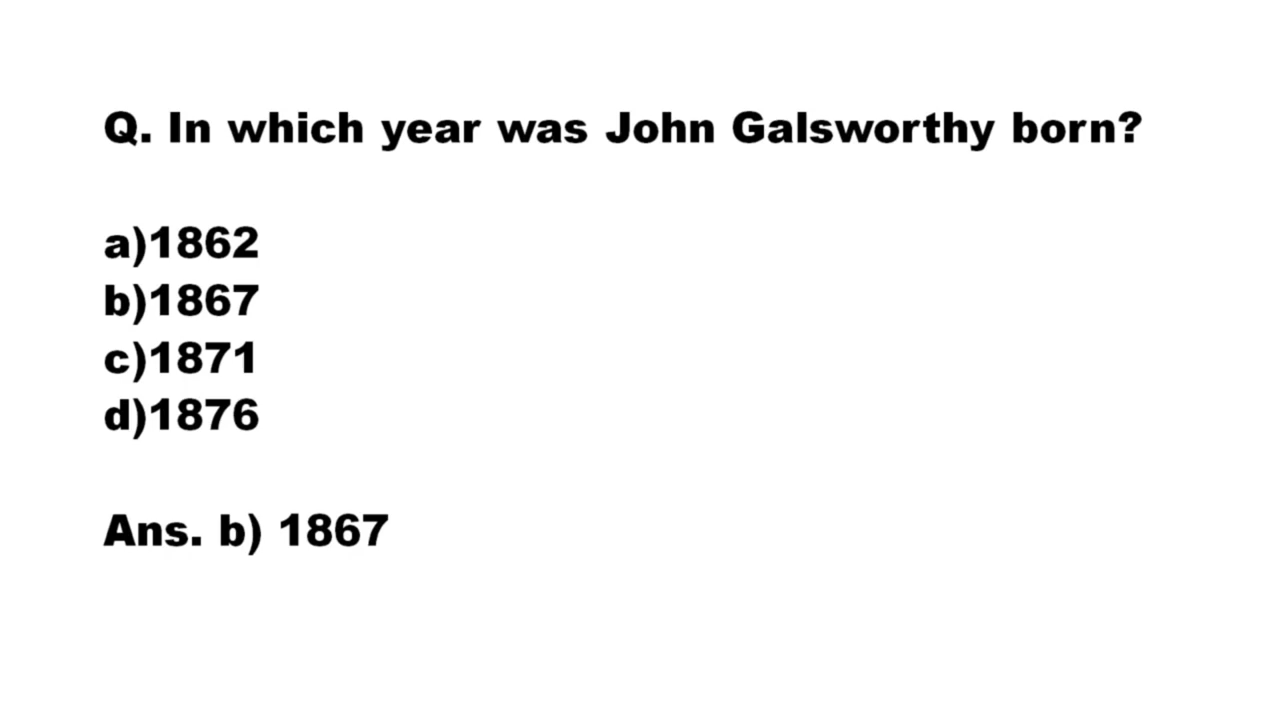 Q. In which year was John Galsworthy born?
a)1862
b)1867
c)1871
d)1876
Ans. b) 1867